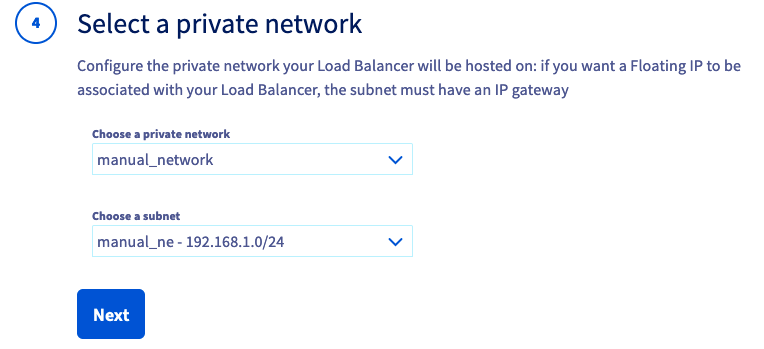 4
Select a private network
Configure the private network your Load Balancer will be hosted on: if you want a Floating IP to be
associated with your Load Balancer, the subnet must have an IP gateway
Choose a private network
manual_network
Choose a subnet
manual_ne - 192.168.1.0/24
Next